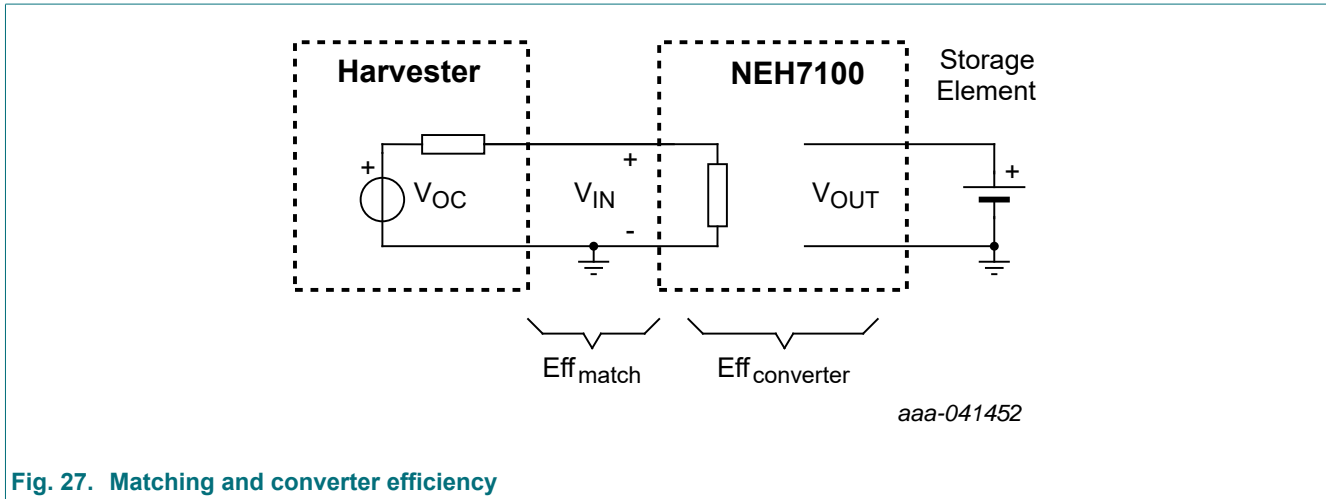 Harvester
NEH7100
Storage
Element
+
VOC
+
VIN
-
VOUT
+
Effmatch
Effconverter
aaa-041452
Fig. 27. Matching and converter efficiency